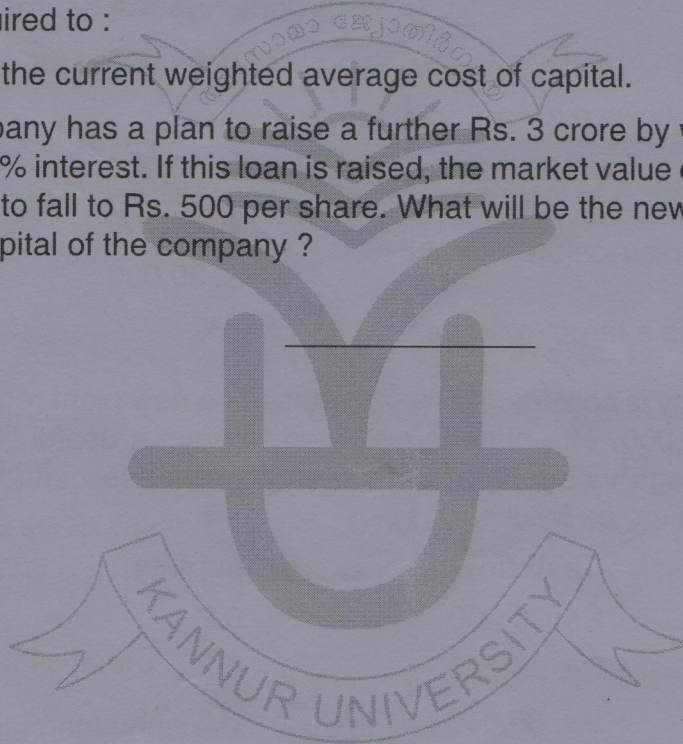 ired to :
the current weighted average cost of capital.
pany has a plan to raise a further Rs. 3 crore by
% interest. If this loan is raised, the market value
to fall to Rs. 500 per share. What will be the new
pital of the company ?
KANNUR UNIVERSITY